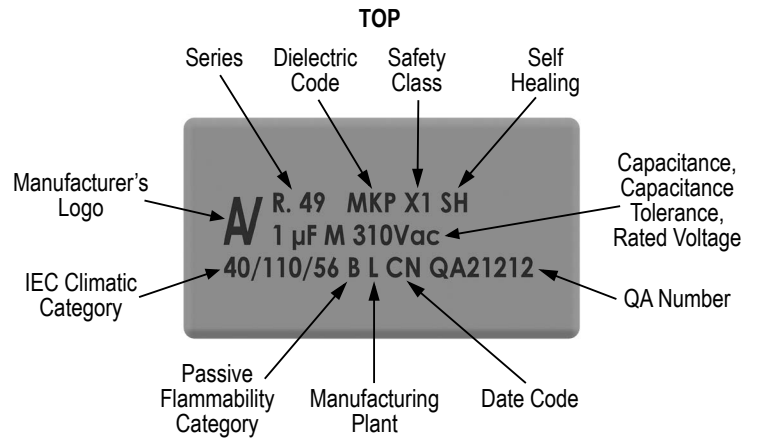 TOP
Series
Dielectric
Code
Safety
Class
Self
Healing
Manufacturer's
Logo
R. 49 MKP X1 SH
1 µF M 310Vac
40/110/56 B L CN QA21212
Capacitance,
Capacitance
Tolerance,
Rated Voltage
IEC Climatic
Category
QA Number
Passive
Flammability
Category
Manufacturing
Plant
Date Code